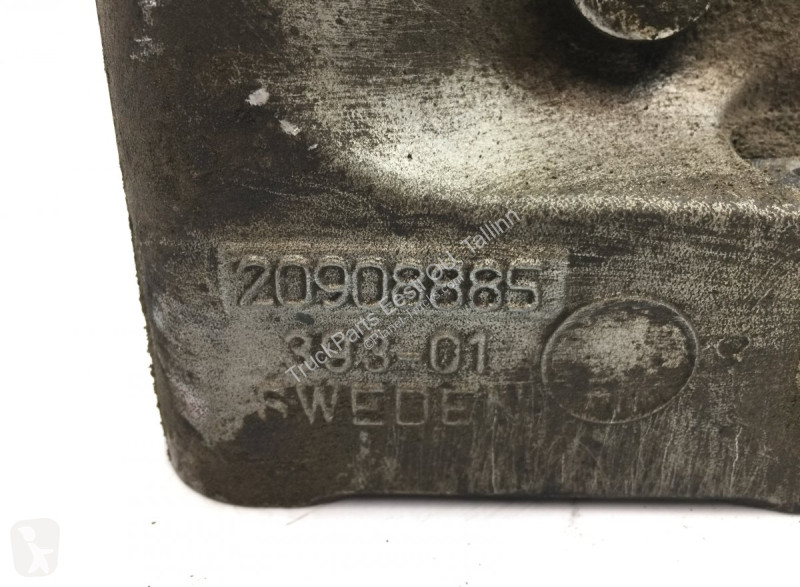 20908885
393-01
SWEDEN
TruckParts Eesti OÜ, Tallinn